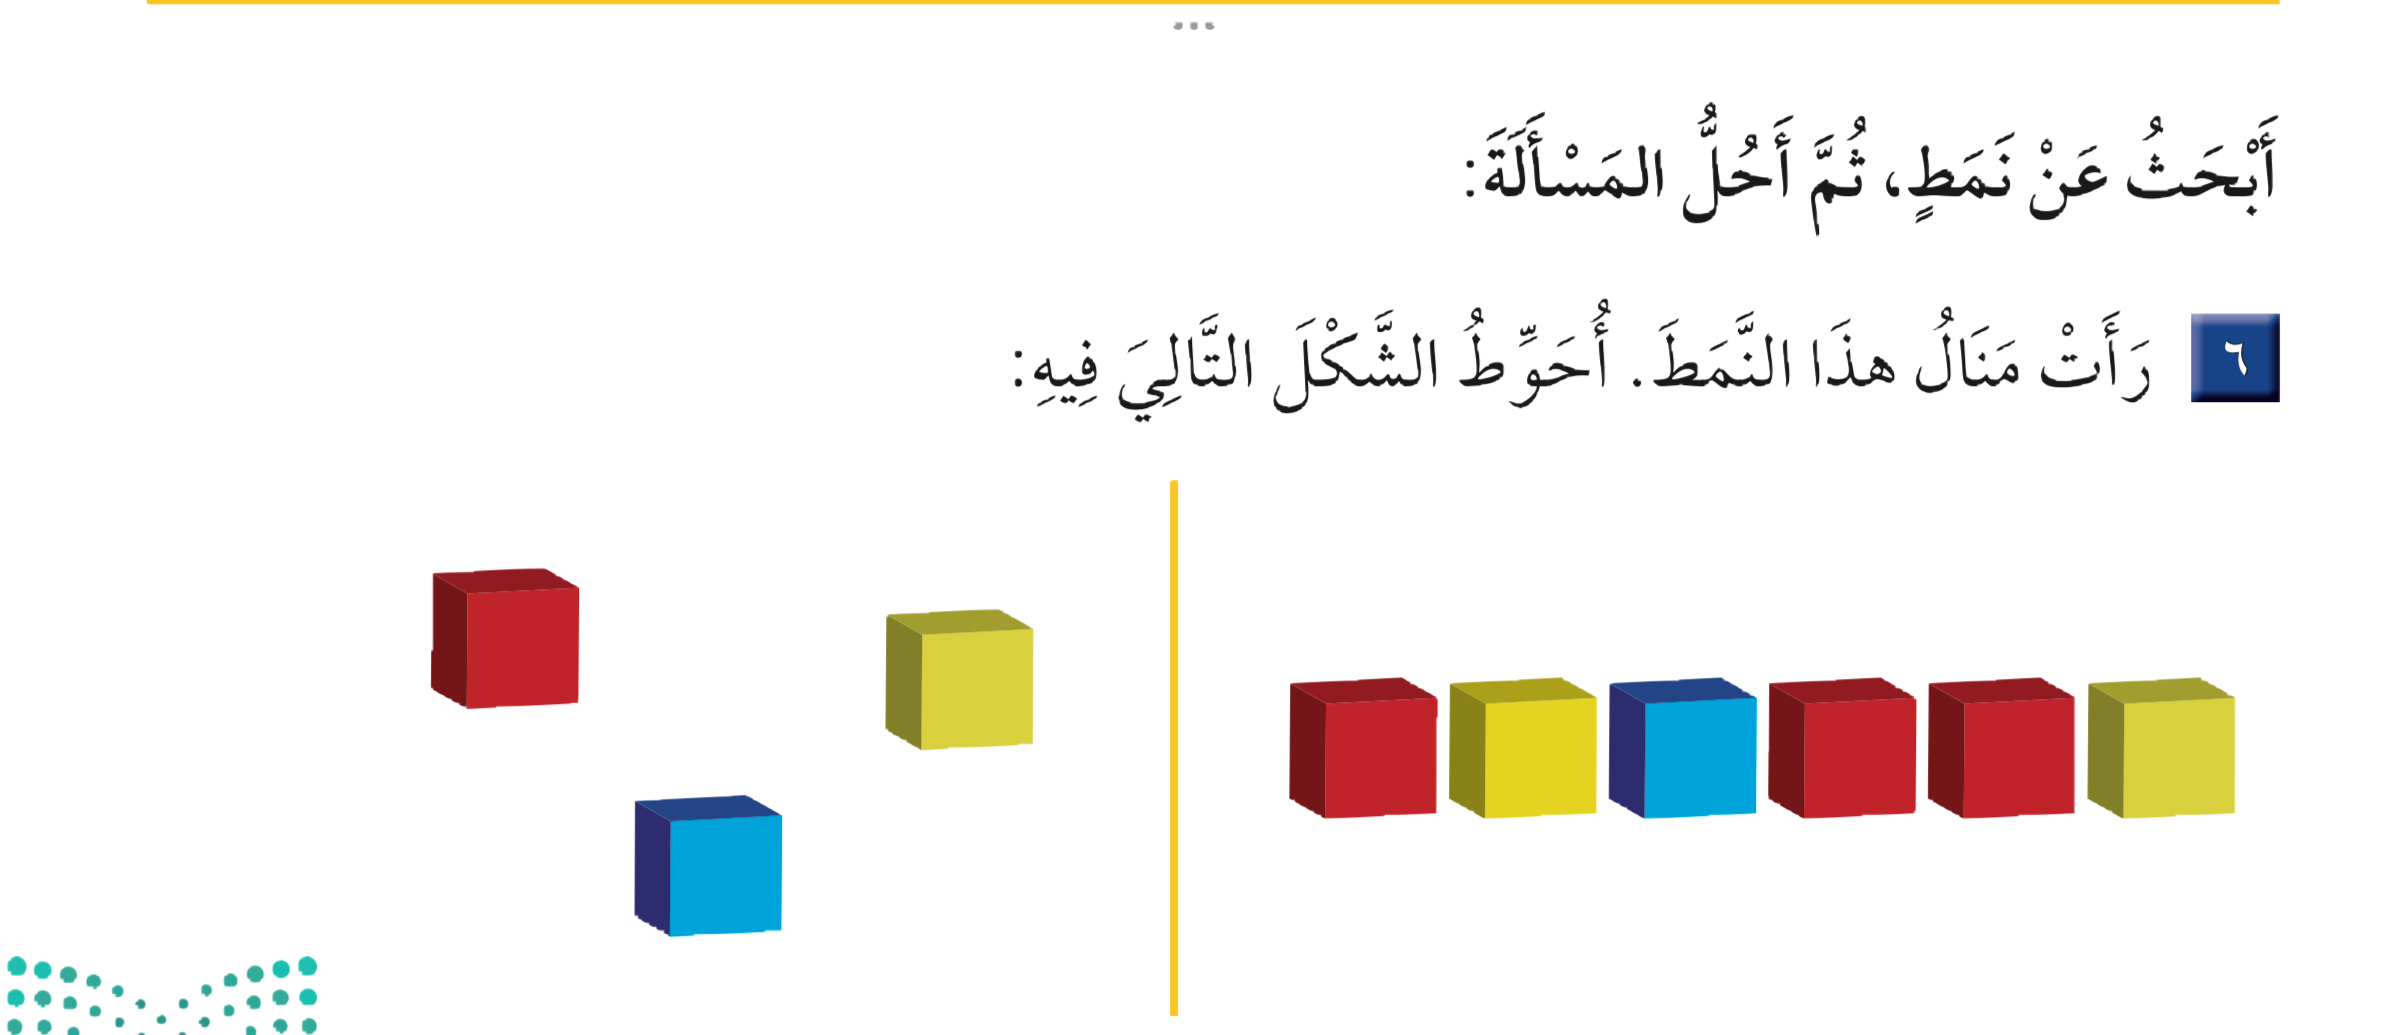 أَبْحَثُ عَنْ نَمَطٍ، ثُمَّ أَحُلُّ المَسْأَلَةَ:
٦ رَأَتْ مَنَالُ هذَا النَّمَطَ. أُحَوِّطُ الشَّكْلَ التَّالِيَ فِيهِ: